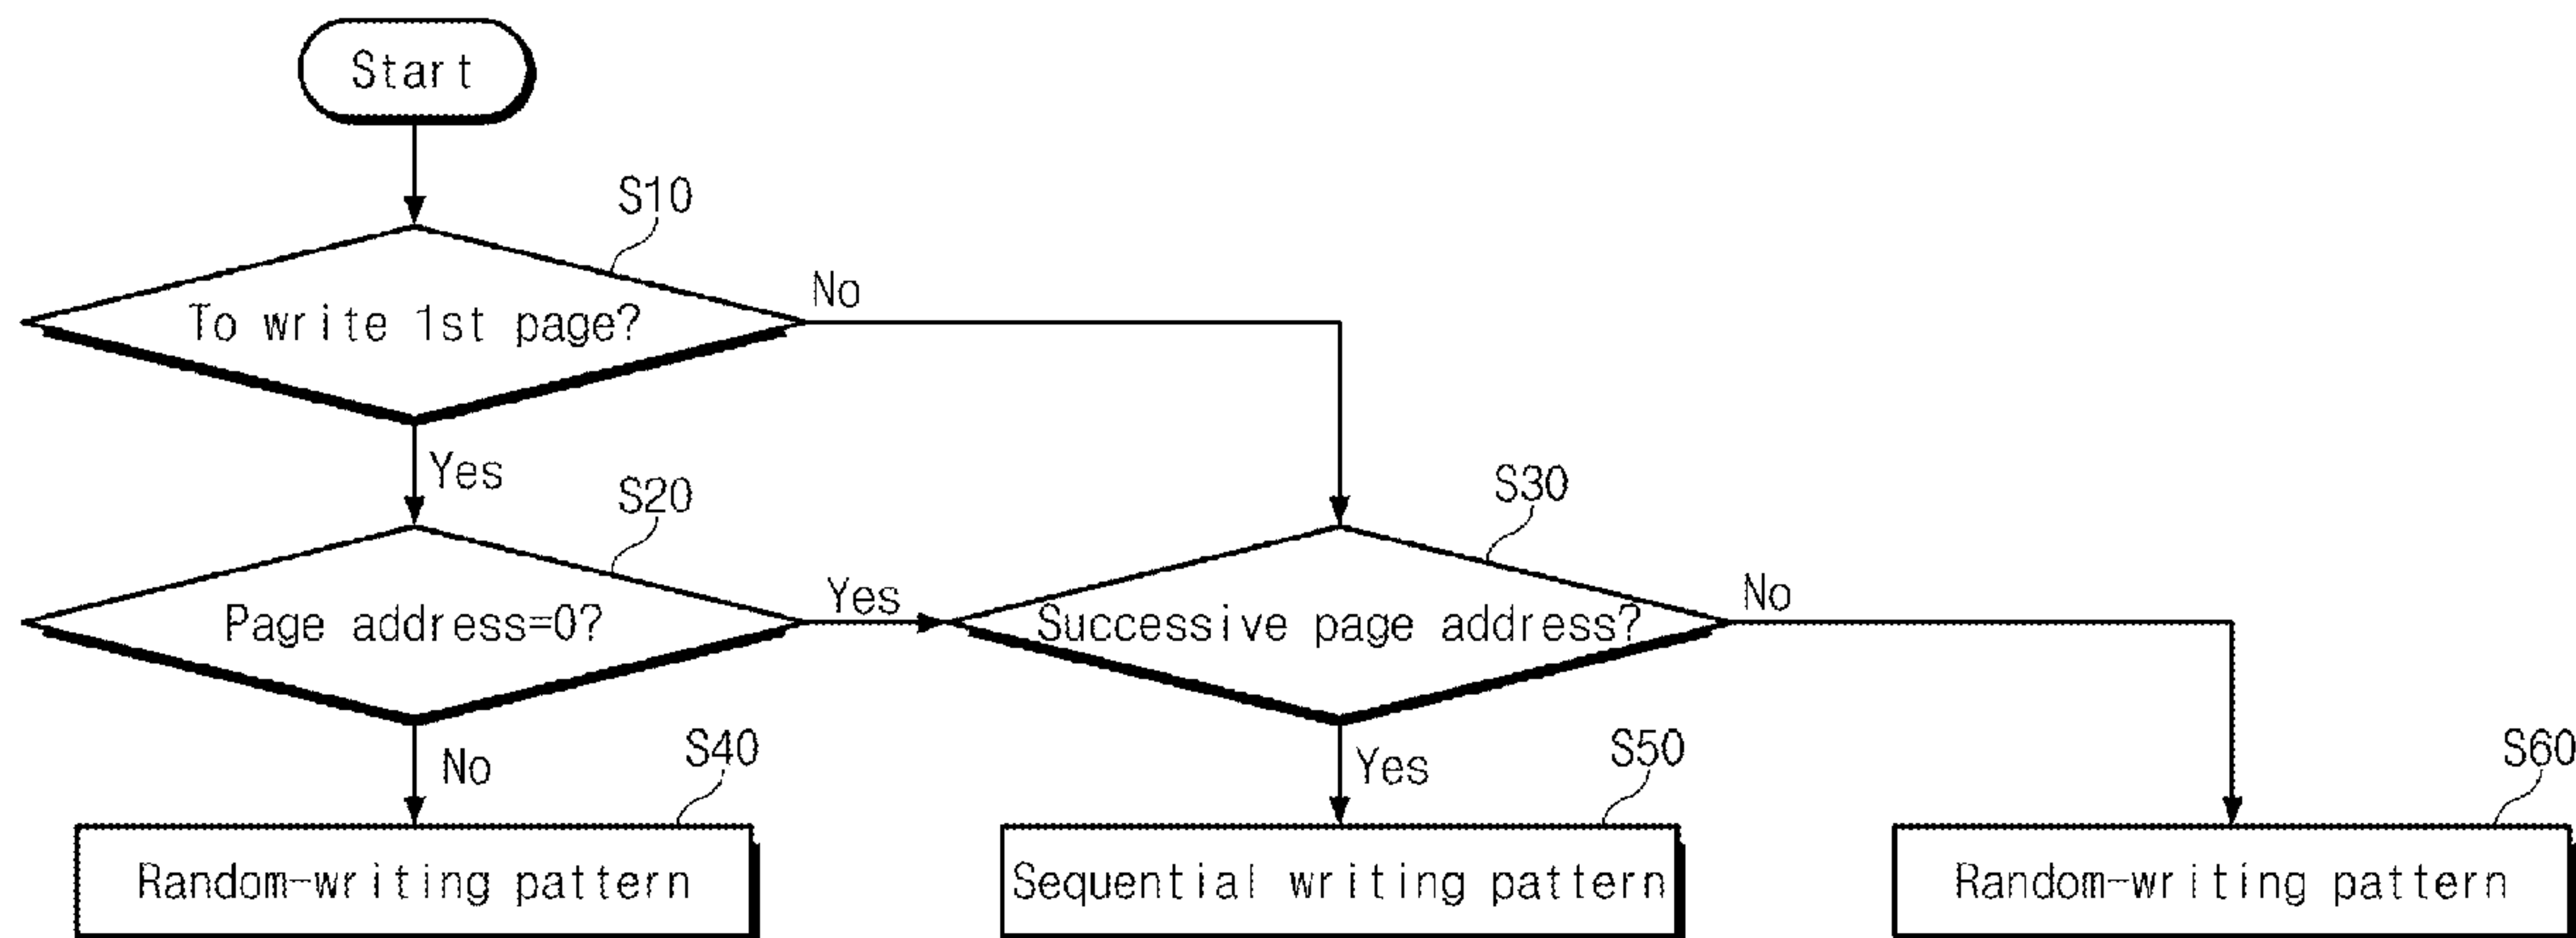 Start
S10
To write 1st page?
No
Yes
S20
S30
Page address=0?
Yes
Successive page address?
No
No
S40
Yes
S50
S60
Random-writing pattern
Sequential writing pattern
Random-writing pattern